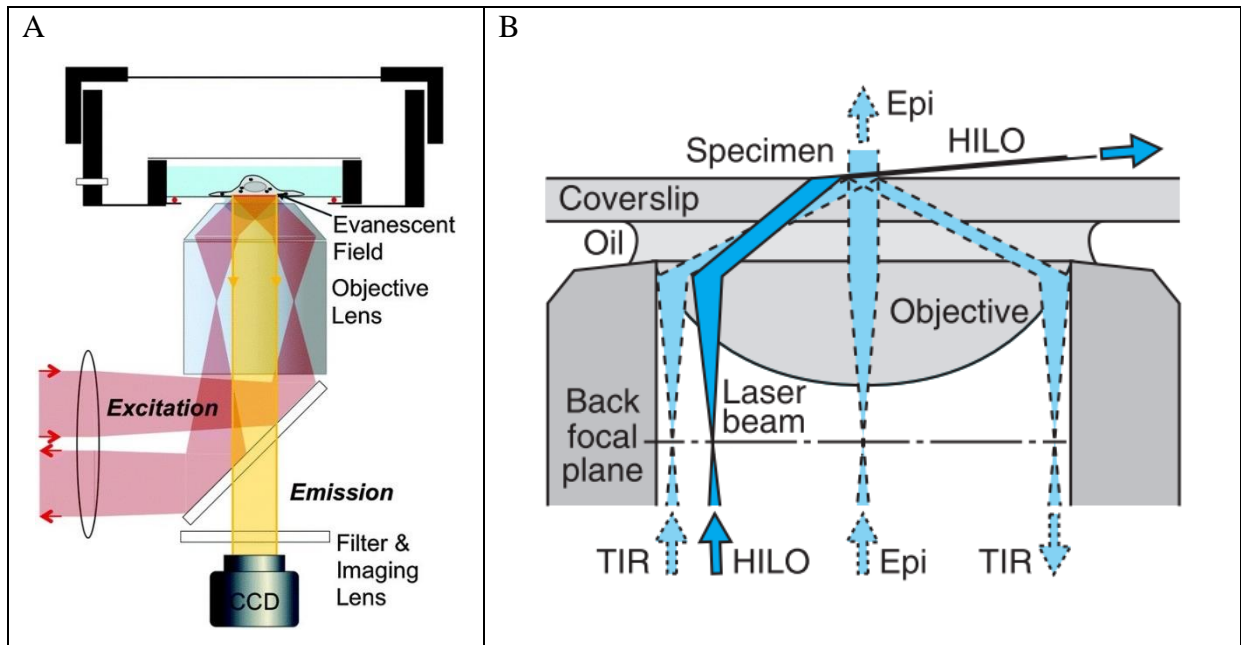 A
Evanescent
Field
Objective
Lens
Excitation
Emission
Filter &
Imaging
Lens
CCD
B
Epi
HILO
Specimen
Coverslip
Oil
Objective
Laser
beam
Back
focal
plane
TIR
HILO
Epi
TIR